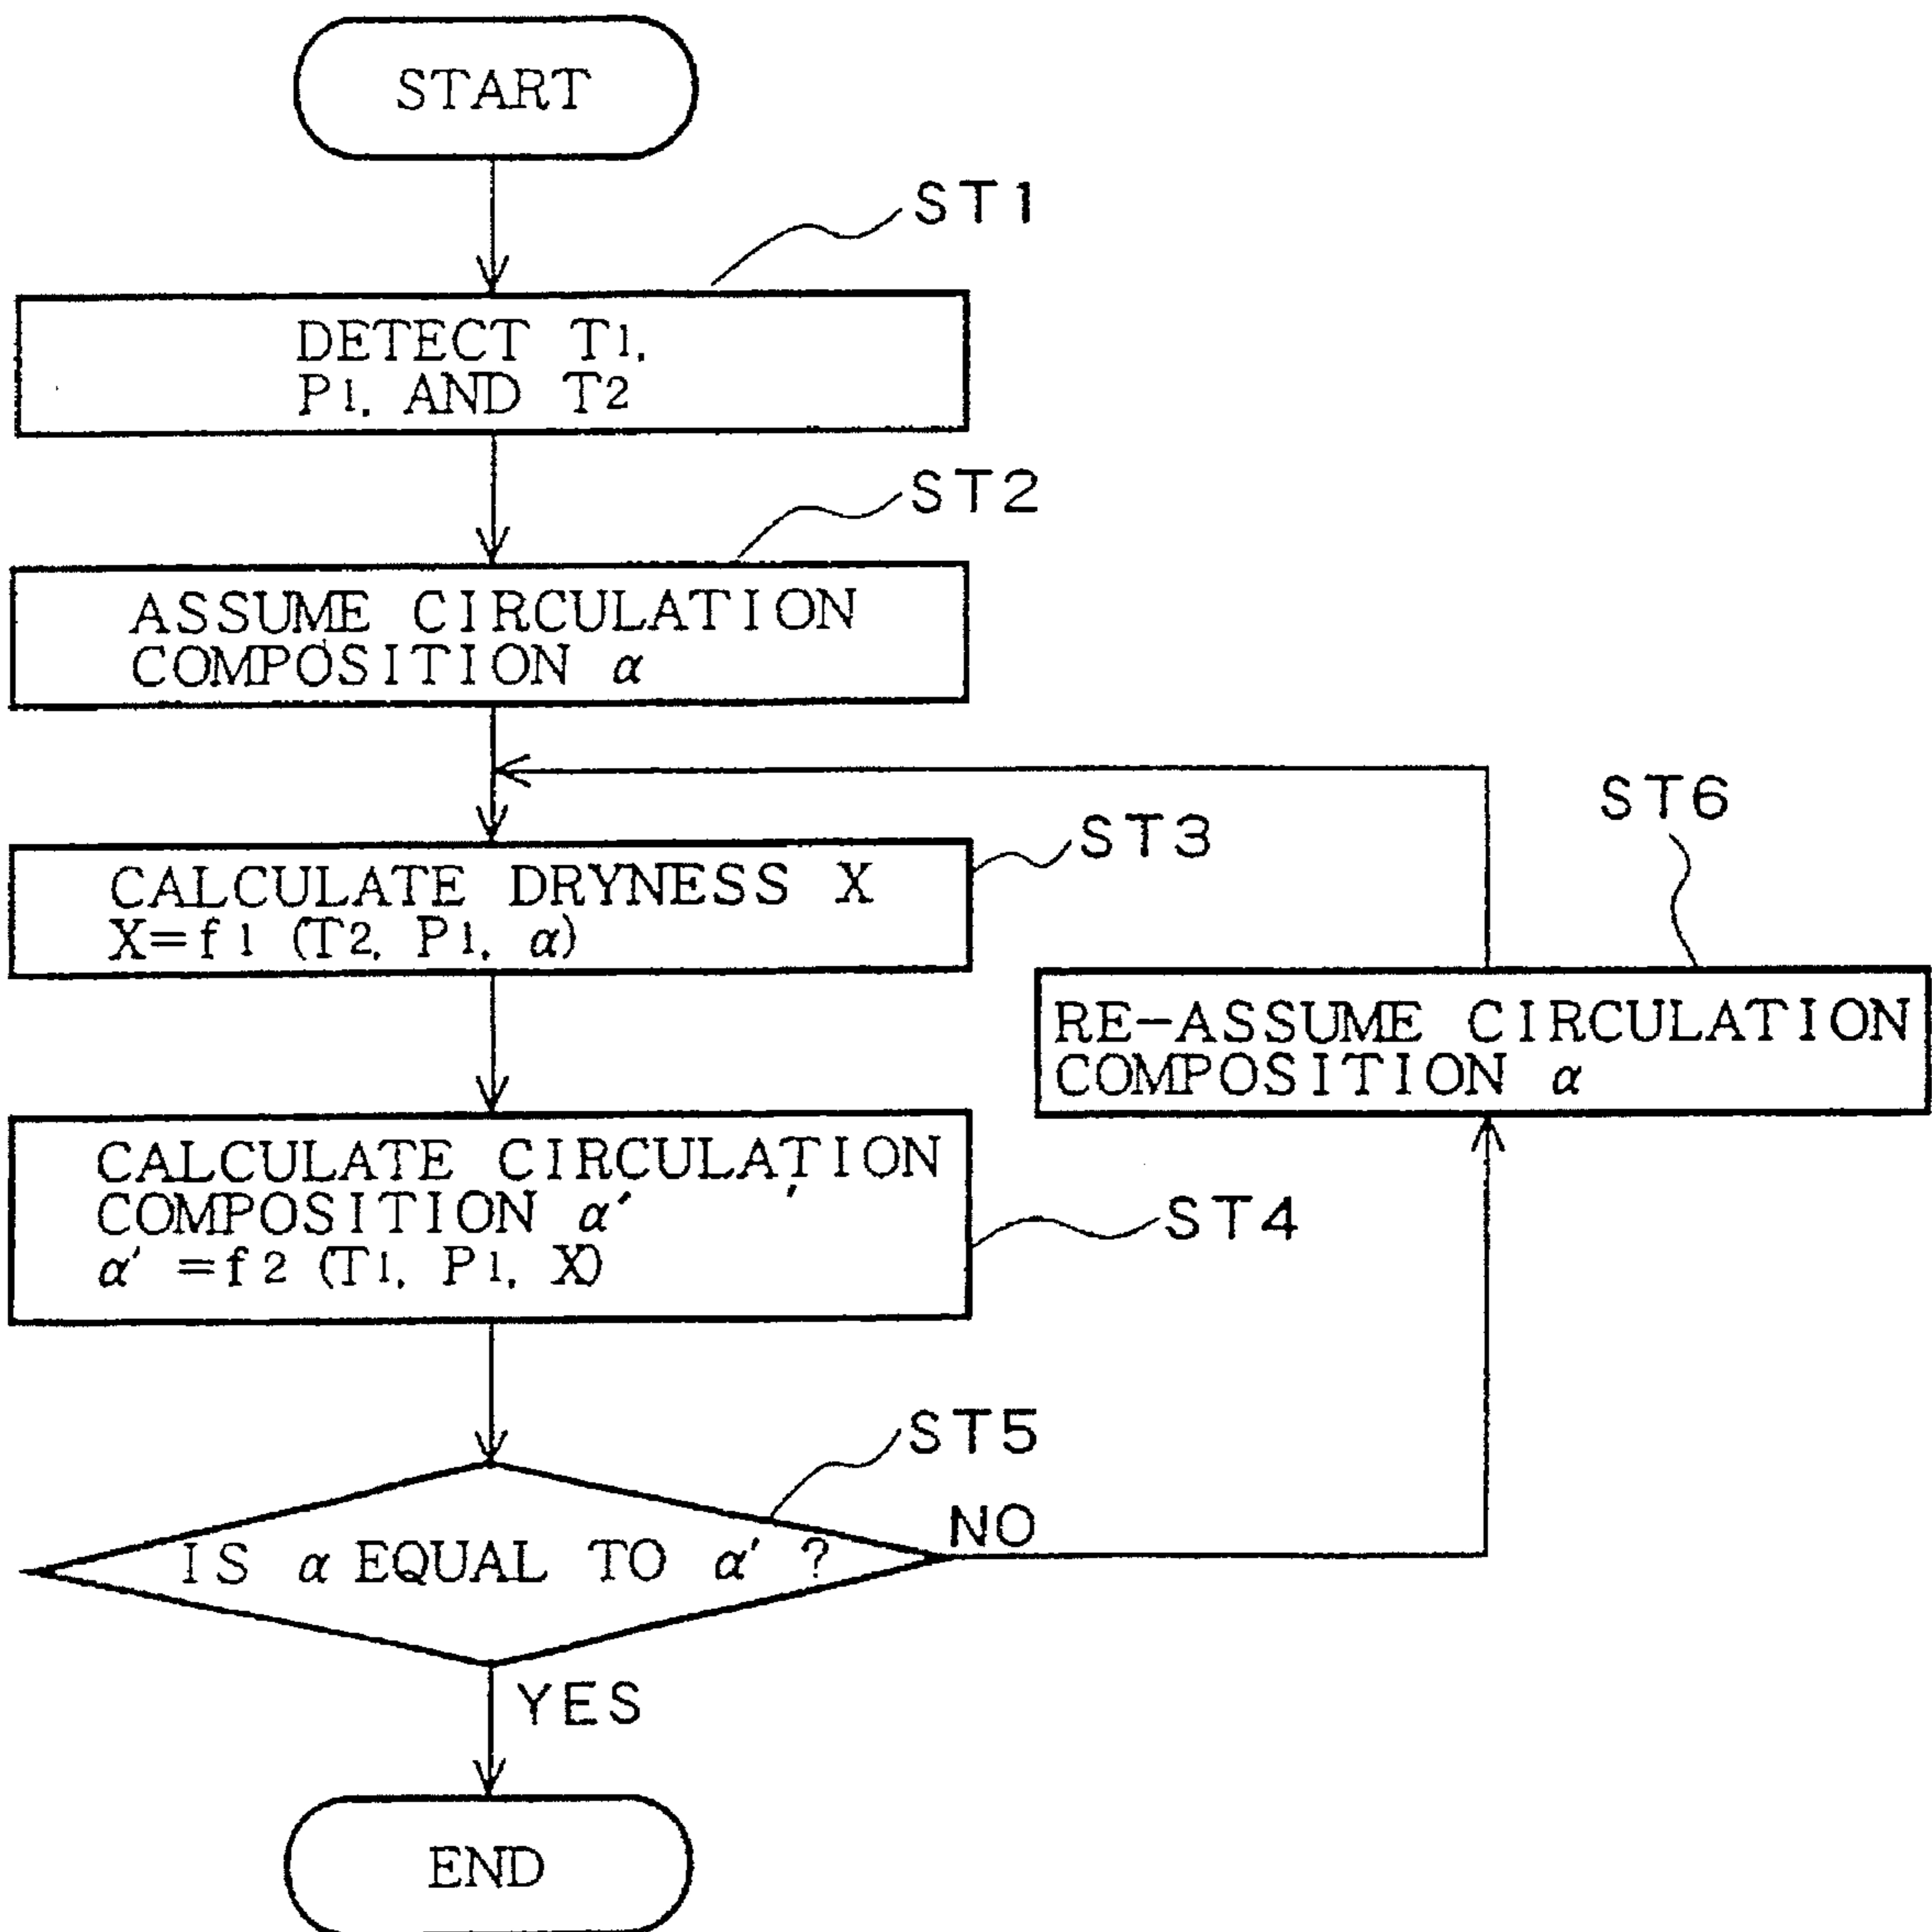 START
ST1
DETECT T1,
P1, AND T2
ST2
ASSUME CIRCULATION
COMPOSITION α
ST3
CALCULATE DRYNESS X
X=f1 (T2, P1, α)
ST6
RE-ASSUME CIRCULATION
COMPOSITION α
CALCULATE CIRCULATION
COMPOSITION α′
α′ =f2 (T1, P1, X)
ST4
ST5
IS α EQUAL TO α′ ?
NO
YES
END